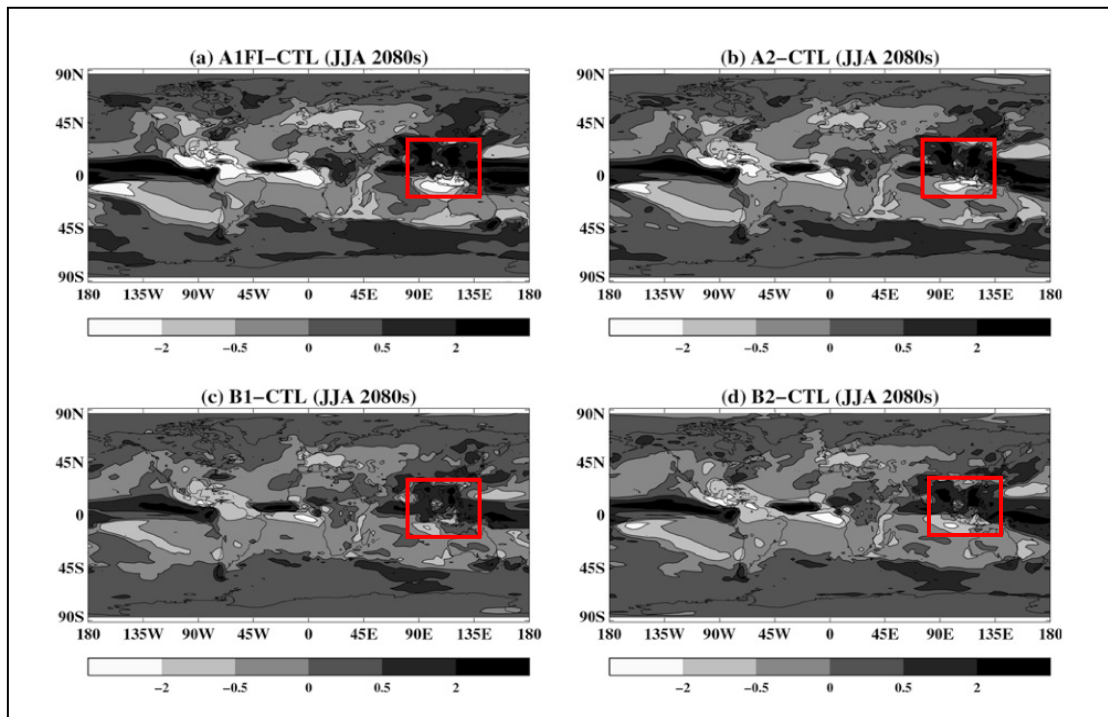 (a) A1FI−CTL (JJA 2080s)
90N
45N
0
45S
90S
180 135W 90W 45W 0 45E 90E 135E 180
−2 −0.5 0 0.5 2
(b) A2−CTL (JJA 2080s)
90N
45N
0
45S
90S
180 135W 90W 45W 0 45E 90E 135E 180
−2 −0.5 0 0.5 2
(c) B1−CTL (JJA 2080s)
90N
45N
0
45S
90S
180 135W 90W 45W 0 45E 90E 135E 180
−2 −0.5 0 0.5 2
(d) B2−CTL (JJA 2080s)
90N
45N
0
45S
90S
180 135W 90W 45W 0 45E 90E 135E 180
−2 −0.5 0 0.5 2